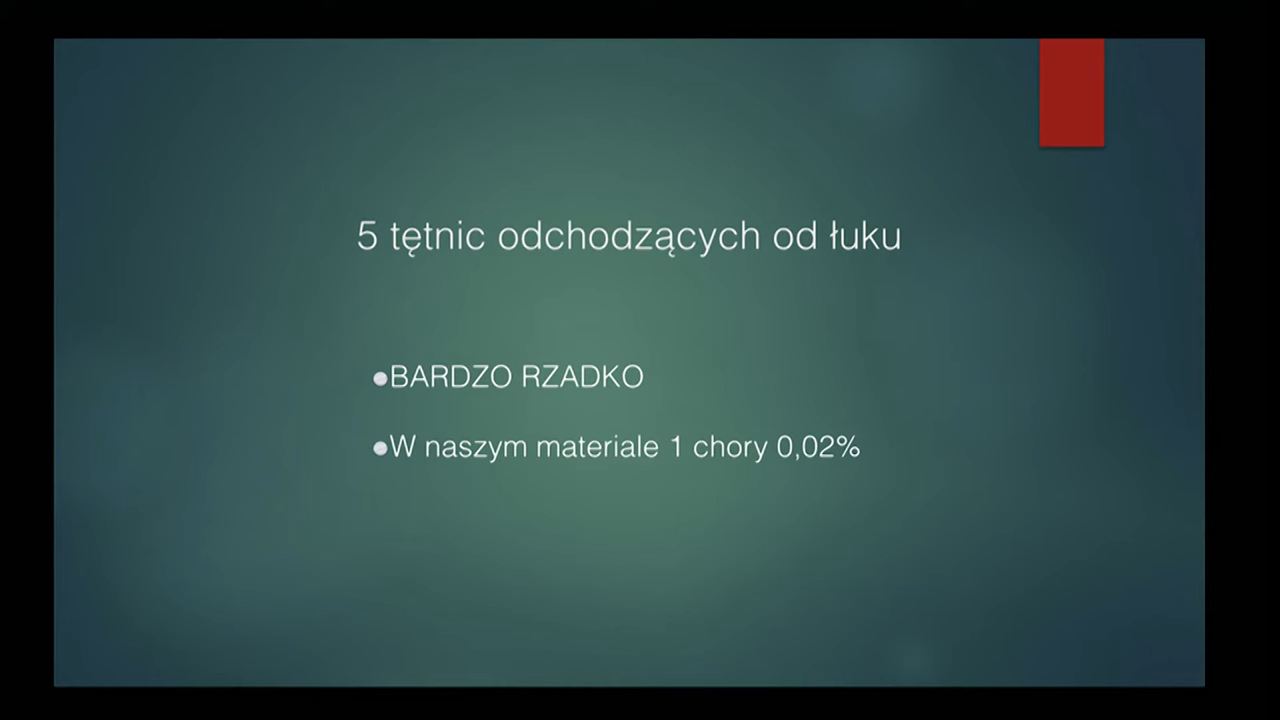 5 tętnic odchodzących od łuku
●BARDZO RZADKO
●W naszym materiale 1 chory 0,02%